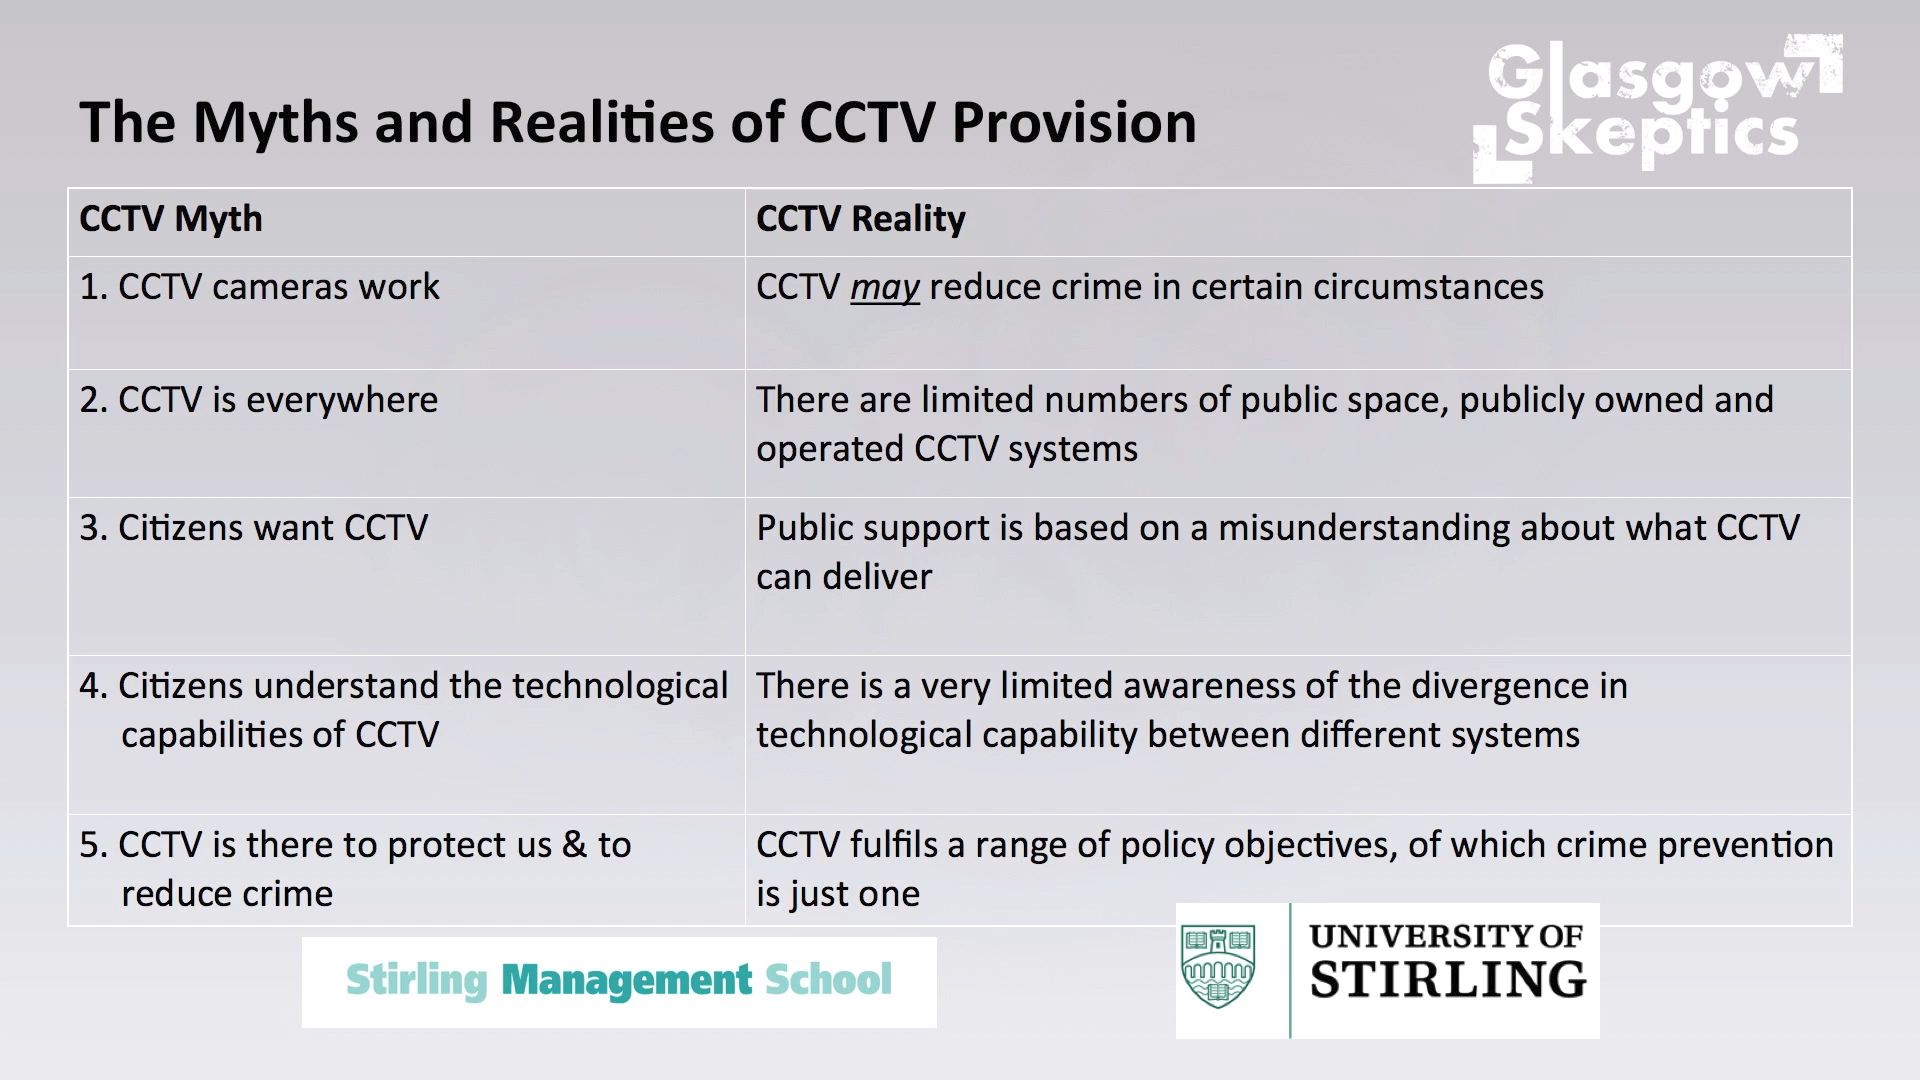 Glasgow
Skeptics
The Myths and Realities of CCTV Provision
CCTV Myth
CCTV Reality
1. CCTV cameras work
CCTV may reduce crime in certain circumstances
2. CCTV is everywhere
There are limited numbers of public space, publicly owned and
operated CCTV systems
3. Citizens want CCTV
Public support is based on a misunderstanding about what CCTV
can deliver
4. Citizens understand the technological
capabilities of CCTV
There is a very limited awareness of the divergence in
technological capability between different systems
5. CCTV is there to protect us & to
reduce crime
CCTV fulfils a range of policy objectives, of which crime prevention
is just one
Stirling Management School
UNIVERSITY OF
STIRLING